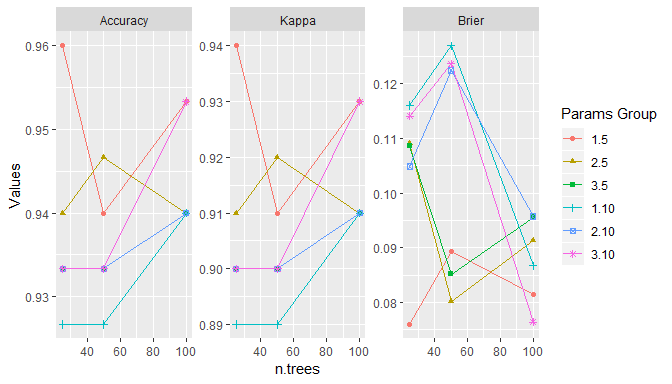 Accuracy
Kappa
Brier
0.96
0.95
0.94
0.93
0.94
0.93
0.92
0.91
0.90
0.89
0.12
0.11
0.10
0.09
0.08
40 60 80 100
40 60 80 100
40 60 80 100
Values
n.trees
Params Group
1.5
2.5
3.5
1.10
2.10
3.10